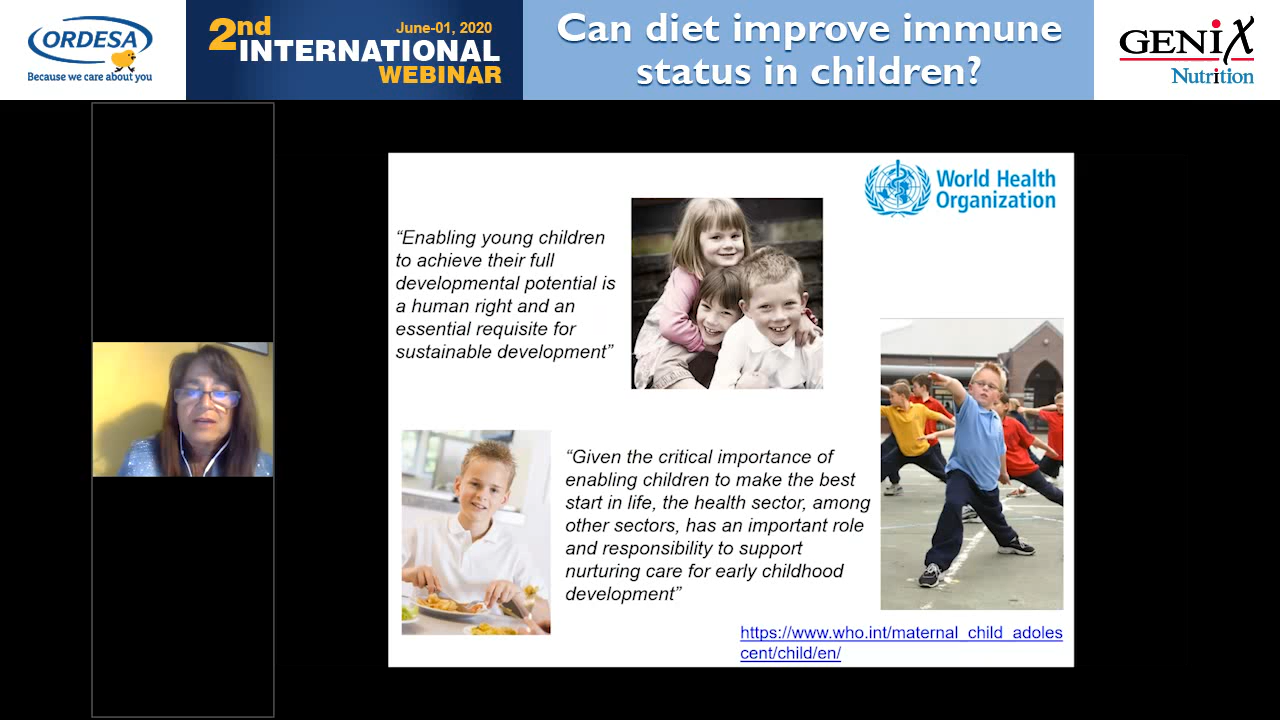 ORDESA
Because we care about you
2nd
June-01, 2020
INTERNATIONAL
WEBINAR
Can diet improve immune
status in children?
GENiX
Nutrition
World Health
Organization
“Enabling young children
to achieve their full
developmental potential is
a human right and an
essential requisite for
sustainable development”
“Given the critical importance of
enabling children to make the best
start in life, the health sector, among
other sectors, has an important role
and responsibility to support
nurturing care for early childhood
development”
https://www.who.int/maternal_child_adoles
cent/child/en/